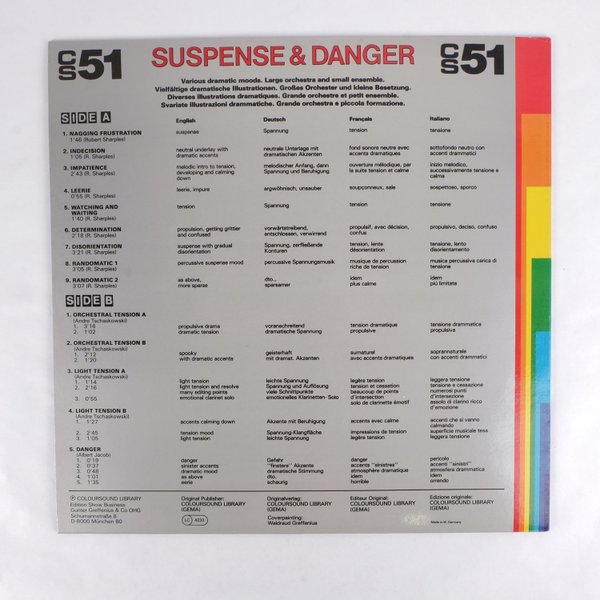 CS51 SUSPENSE & DANGER CS51
Various dramatic moods. Large orchestra and small ensemble.
Vielfältige dramatische Illustrationen. Großes Orchester und kleine Besetzung.
Diverses illustrations dramatiques. Grande orchestre et petit ensemble.
Svariate illustrazioni drammatiche. Grande orchestra e piccola formazione.
SIDE A English Deutsch Français Italiano
1. NAGGING FRUSTRATION suspense Spannung tension tensione
1'46 (Robert Sharples)
2. INDECISION neutral underlay with neutrale Unterlage mit fond sonore neutre avec sottofondo neutro con
1'05 (R. Sharples) dramatic accents dramatischen Akzenten accents dramatiques accenti drammatici
3. IMPATIENCE melodic intro to tension, melodischer Anfang, dann ouverture mélodique, par inizio melodico,
2'43 (R. Sharples) developing and calming Spannung und Beruhigung la suite tension et calme successivamente tensione e
down calma
4. LEERIE leerie, impure argwöhnisch, unsauber soupçonneux, sale sospettoso, sporco
0'55 (R. Sharples)
5. WATCHING AND tension Spannung tension tensione
WAITING
1'40 (R. Sharples)
6. DETERMINATION propulsion, getting grittier vorwärtstreibend, propulsif, avec décision, propulsivo, deciso, confuso
2'18 (R. Sharples) and confused entschlossen, verwirrend confus
7. DISORIENTATION suspense with gradual Spannung, zerfließende tension, lente tensione, lento
3'21 (R. Sharples) disorientation Konturen désorientation disorientamento
8. RANDOMATIC 1 percussive suspense mood percussive Spannungsmusik musique de percussion musica percussiva carica di
3'05 (R. Sharples) riche de tension tensione
9. RANDOMATIC 2 as above, dto., idem idem
3'07 (R. Sharples) more sparse sparsamer plus calme più limitata
SIDE B
1. ORCHESTRAL TENSION A
(Andre Tschaskowski)
1. 3'16 propulsive drama voranschreitend tension dramatique tensione drammatica
2. 1'02 dramatic tension dramatische Spannung propulsive propulsiva
2. ORCHESTRAL TENSION B
(Andre Tschaskowski)
1. 2'12 spooky geisterhaft surnaturel soprannaturale
2. 1'20 with dramatic accents mit dramat. Akzenten avec accents dramatiques con accenti drammatici
3. LIGHT TENSION A
(Andre Tschaskowski)
1. 1'14 light tension leichte Spannung legère tension leggera tensione
2. 2'16 light tension and resolve Spannung und Auflösung tension et cessation tensione e cessazione
many editing points viele Schnittpunkte beaucoup de points numerosi punti
d'intersection d'intersezione
3. 0'55 emotional clarinet solo emotionelles Klarinetten-Solo solo de clarinette émotif assolo di clarino ricco
d'emozione
4. LIGHT TENSION B
(Andre Tschaskowski)
1. 1'27 accents calming down Akzente mit Beruhigung accents avec calme accenti che si vanno
calmando
2. 2'45 tension mood Spannung-Klangfläche impressions de tension superficie musicale tess
3. 1'05 light tension leichte Spannung legère tension leggera tensione
5. DANGER
(Albert Jacob)
1. 0'19 danger Gefahr danger pericolo
2. 0'37 sinister accents "finstere" Akzente accents "sinistres" accenti "sinistri"
3. 0'48 dramatic mood dramatische Stimmung atmosphère dramatique atmosfera drammatica
4. 1'01 as above dto. idem idem
5. 1'35 eerie schaurig horrible orrendo
Ⓟ COLOURSOUND LIBRARY Original Publisher: Originalverlag: Editeur Original: Edizione originale:
Edition Show Business COLOURSOUND LIBRARY COLOURSOUND LIBRARY COLOURSOUND LIBRARY COLOURSOUND LIBRARY
Gunter Greffenius & Co OHG (GEMA) (GEMA) (GEMA) (GEMA)
Schumannstraße 8
D-8000 München 80 LC 4233 Coverpainting:
Waldraud Greffenius Made in W. Germany